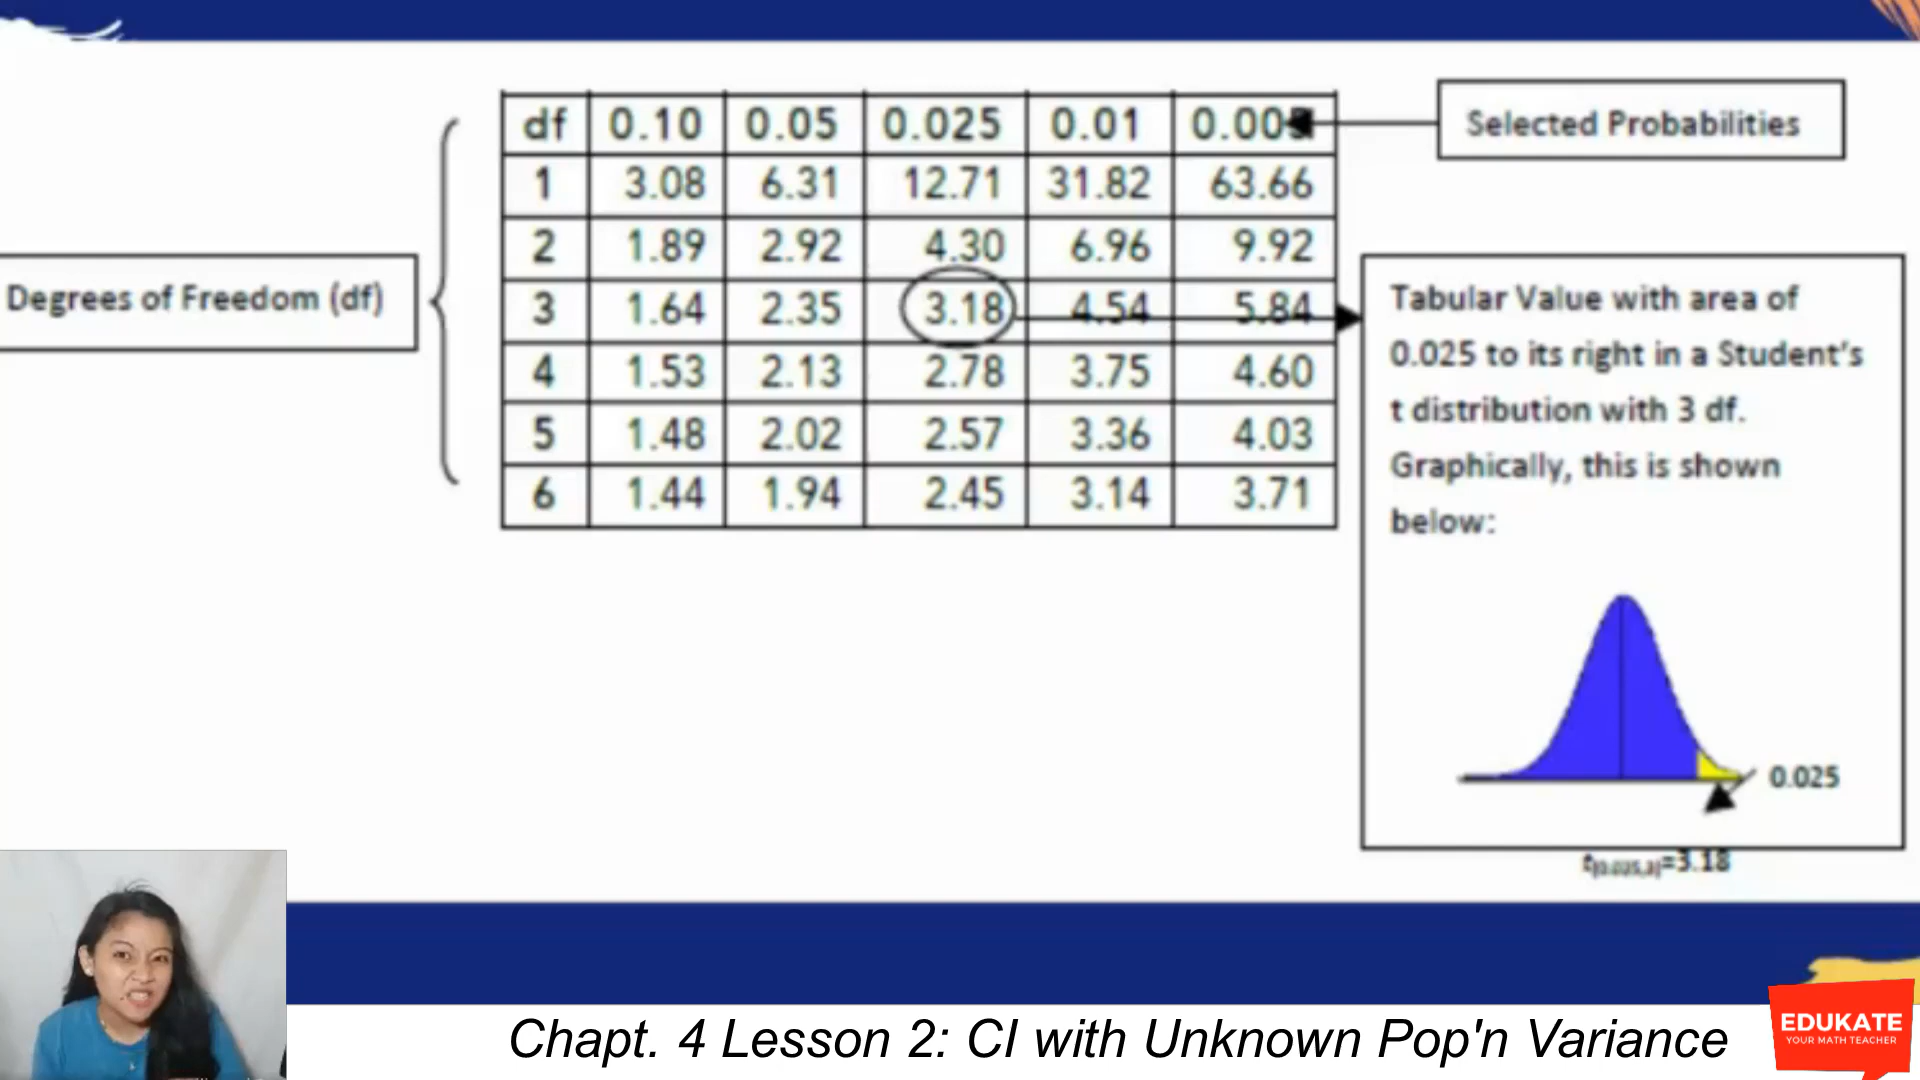 df 0.10 0.05 0.025 0.01
1 3.08 6.31 12.71 31.82 63.66
2 1.89 2.92 4.30 6.96 9.92
3 1.64 2.35 3.18 4.54 5.84
4 1.53 2.13 2.78 3.75 4.60
5 1.48 2.02 2.57 3.36 4.03
6 1.44 1.94 2.45 3.14 3.71
Selected Probabilities
Degrees of Freedom (df)
Tabular Value with area of
0.025 to its right in a Student’s
t distribution with 3 df.
Graphically, this is shown
below:
0.025
=3.18
Chapt. 4 Lesson 2: CI with Unknown Pop'n Variance
EDUKATE
YOUR MATH TEACHER